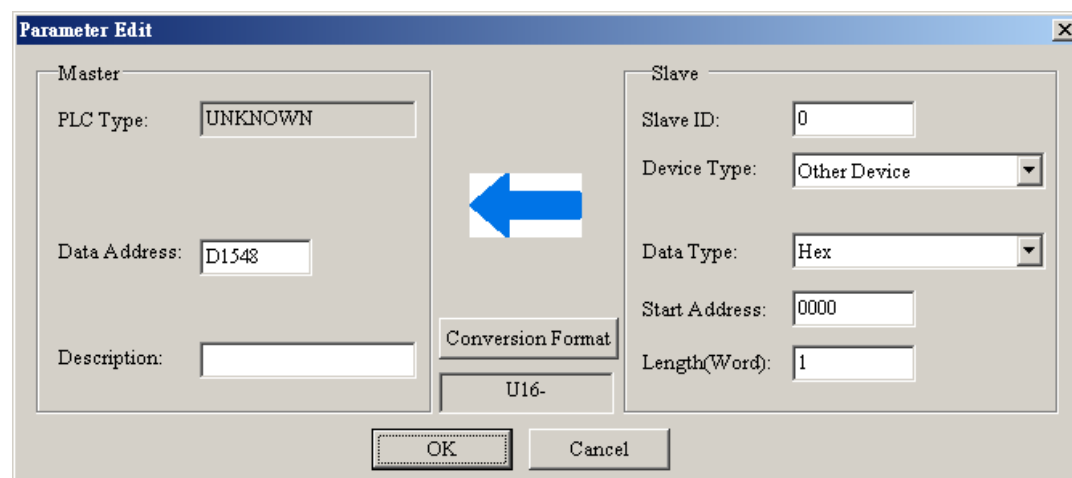 Parameter Edit
Master
PLC Type: UNKNOWN
Data Address: D1548
Description:
Conversion Format
U16-
Slave
Slave ID: 0
Device Type: Other Device
Data Type: Hex
Start Address: 0000
Length(Word): 1
OK Cancel